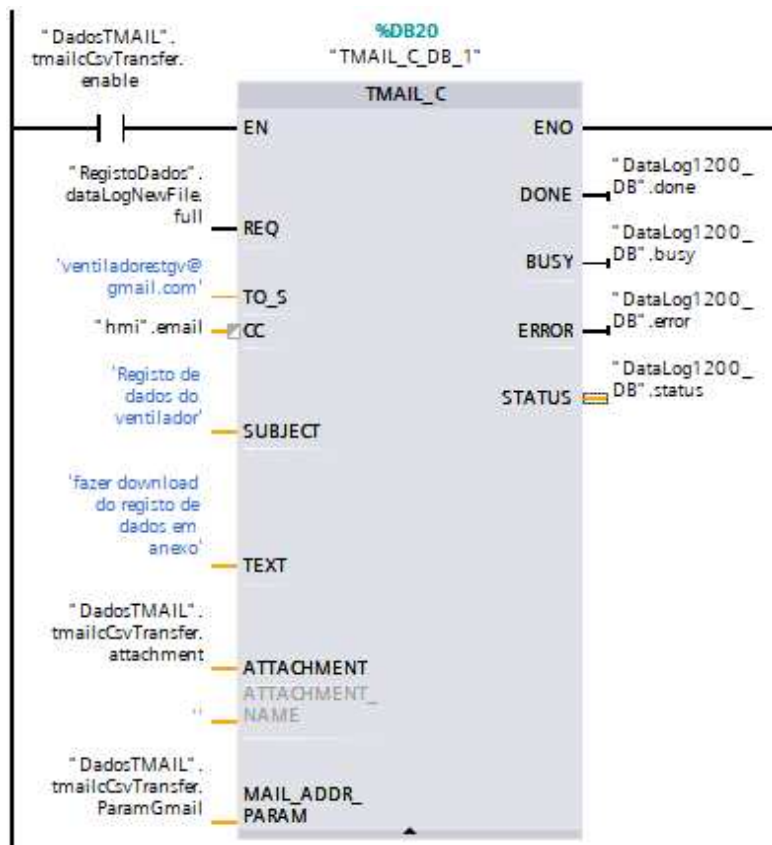 "DadosTMAIL".
tmailcCsvTransfer.
enable
%DB20
"TMAIL_C_DB_1"
TMAIL_C
EN
ENO
"RegistoDados".
dataLogNewFile.
full
REQ
DONE
"DataLog1200_
DB".done
BUSY
"DataLog1200_
DB".busy
'ventiladorestgv@
gmail.com'
TO_S
"hmi".email
CC
ERROR
"DataLog1200_
DB".error
'Registo de
dados do
ventilador'
SUBJECT
STATUS
"DataLog1200_
DB".status
'fazer download
do registo de
dados em
anexo'
TEXT
"DadosTMAIL".
tmailcCsvTransfer.
attachment
ATTACHMENT
''
ATTACHMENT_
NAME
"DadosTMAIL".
tmailcCsvTransfer.
ParamGmail
MAIL_ADDR_
PARAM